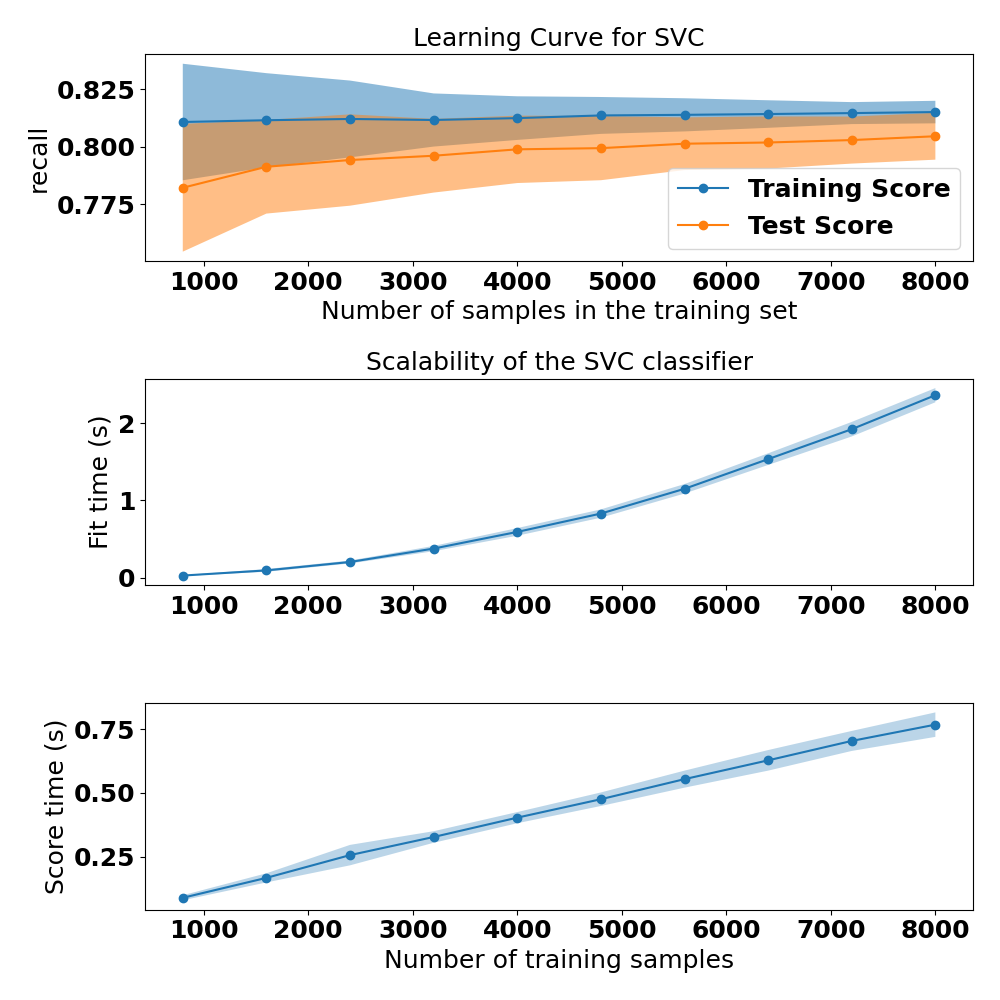 Learning Curve for SVC
recall
0.825
0.800
0.775
Training Score
Test Score
1000 2000 3000 4000 5000 6000 7000 8000
Number of samples in the training set
Scalability of the SVC classifier
Fit time (s)
2
1
0
1000 2000 3000 4000 5000 6000 7000 8000
Score time (s)
0.75
0.50
0.25
1000 2000 3000 4000 5000 6000 7000 8000
Number of training samples